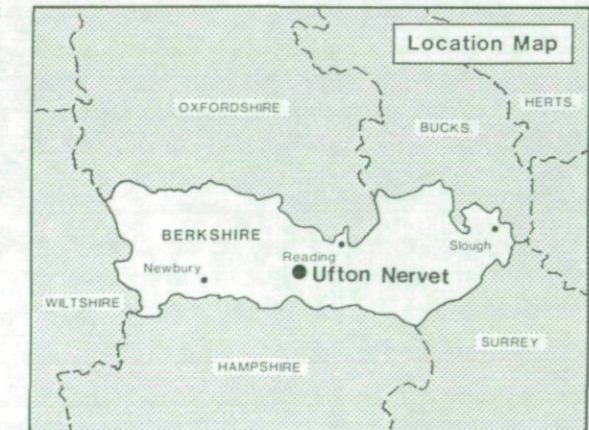 Location Map
HERTS.
OXFORDSHIRE
BUCKS.
BERKSHIRE
Slough
Reading
Ufton Nervet
Newbury
WILTSHIRE
SURREY
HAMPSHIRE